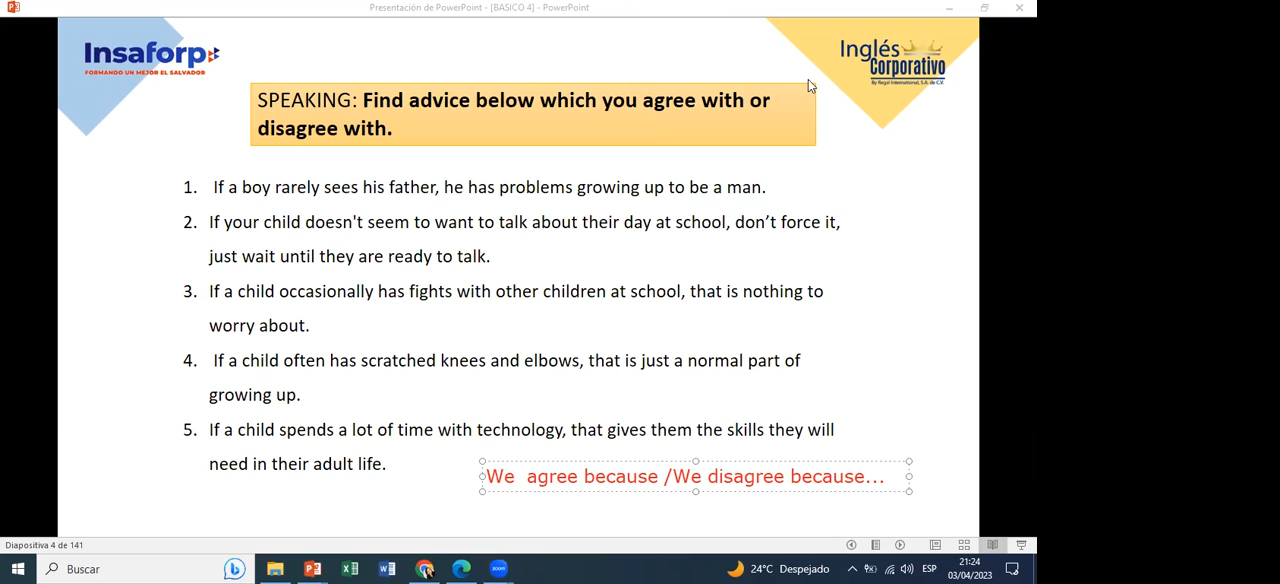 Presentación de PowerPoint - [BASICO 4] - PowerPoint
Insaforp
FORMANDO UN MEJOR EL SALVADOR
Inglés
Corporativo
By Regal International, S.A. de C.V.
SPEAKING: Find advice below which you agree with or
disagree with.
1. If a boy rarely sees his father, he has problems growing up to be a man.
2. If your child doesn't seem to want to talk about their day at school, don’t force it,
just wait until they are ready to talk.
3. If a child occasionally has fights with other children at school, that is nothing to
worry about.
4. If a child often has scratched knees and elbows, that is just a normal part of
growing up.
5. If a child spends a lot of time with technology, that gives them the skills they will
need in their adult life.
We agree because /We disagree because...
Diapositiva 4 de 141
Buscar
zoom
24°C Despejado
ESP
21:24
03/04/2023